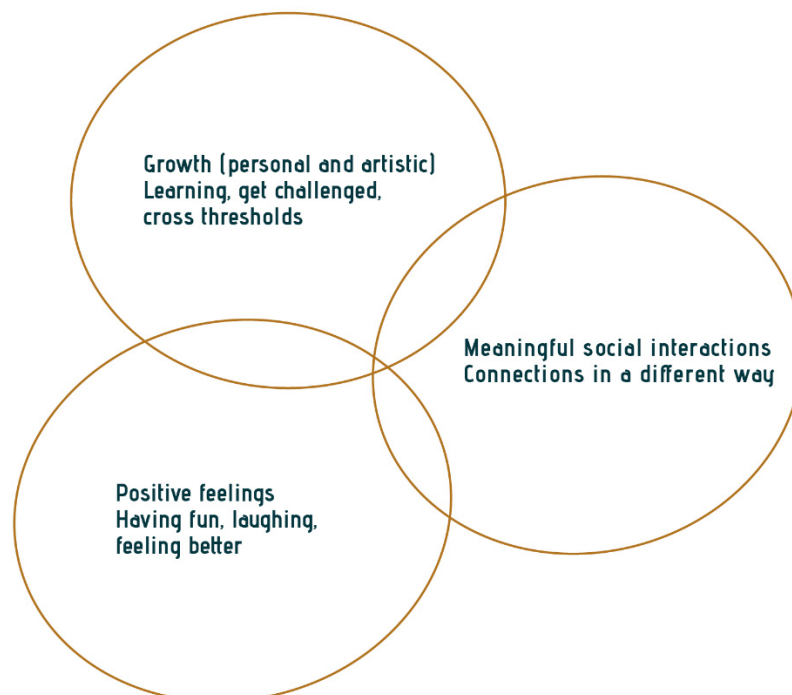 Growth (personal and artistic)
Learning, get challenged,
cross thresholds
Meaningful social interactions
Connections in a different way
Positive feelings
Having fun, laughing,
feeling better